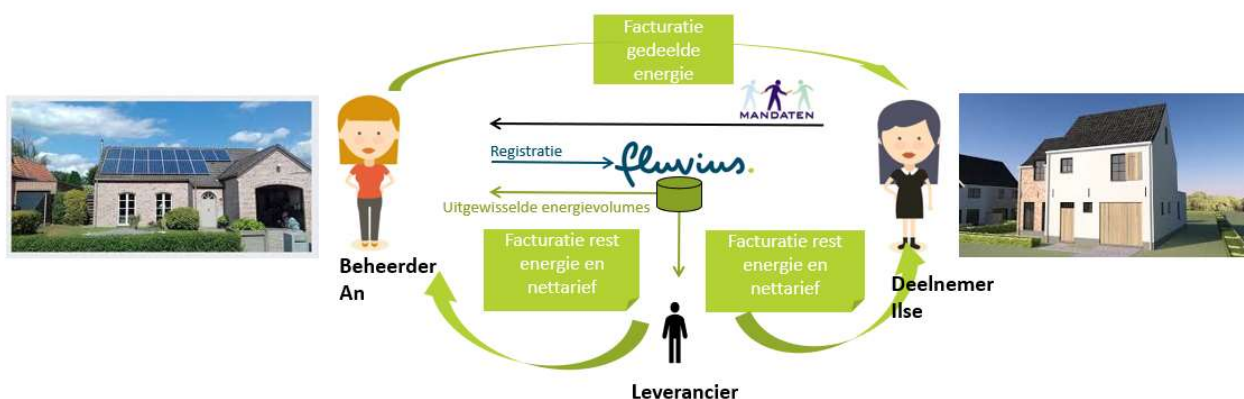 Facturatie
gedeelde
energie
MANDATEN
Registratie
fluvius.
Uitgewisselde energievolumes
Facturatie rest
energie en
nettarief
Facturatie rest
energie en
nettarief
Beheerder
An
Deelnemer
Ilse
Leverancier